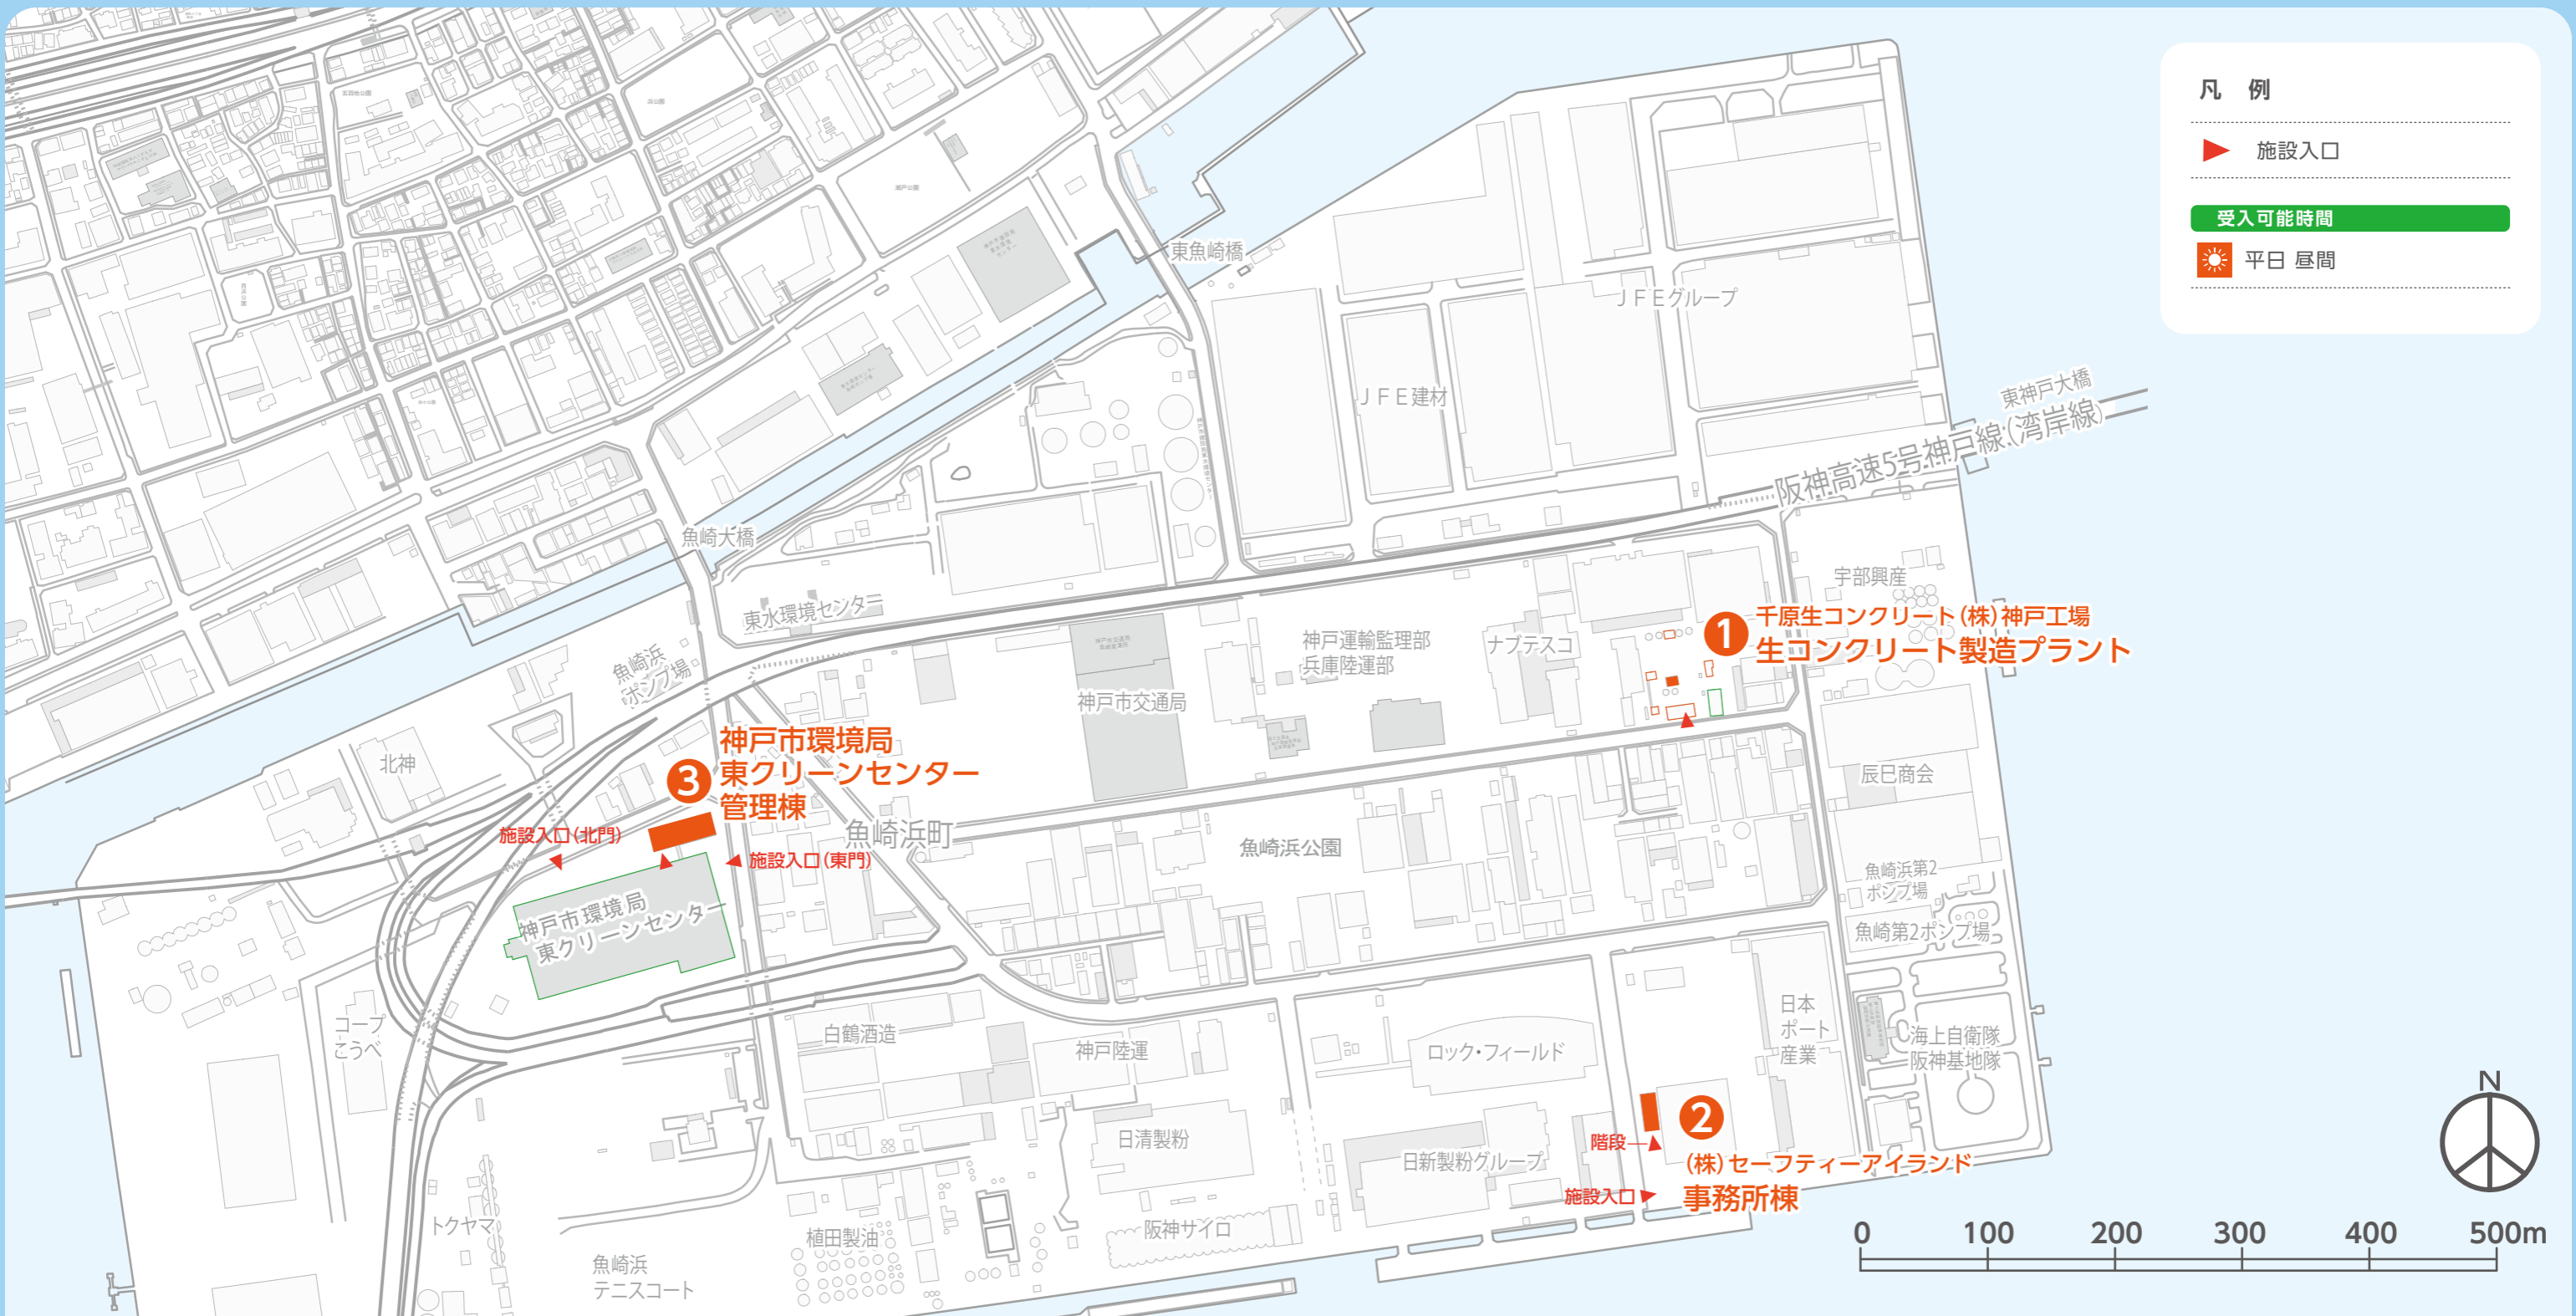 凡 例
施設入口
受入可能時間
平日 昼間
東魚崎橋
JFEグループ
JFE建材
東神戸大橋
阪神高速5号神戸線(湾岸線)
魚崎大橋
東水環境センター
宇部興産
1
千原生コンクリート(株)神戸工場
生コンクリート製造プラント
神戸運輸監理部
兵庫陸運部
ナブテスコ
魚崎浜
ポンプ場
神戸市交通局
北神
3
神戸市環境局
東クリーンセンター
管理棟
辰巳商会
施設入口(北門)
施設入口(東門)
魚崎浜町
魚崎浜公園
魚崎浜第2
ポンプ場
魚崎第2ポンプ場
神戸市環境局
東クリーンセンター
コープ
こうべ
白鶴酒造
神戸陸運
ロック・フィールド
日本
ポート
産業
海上自衛隊
阪神基地隊
日清製粉
日新製粉グループ
階段
2
(株)セーフティーアイランド
事務所棟
施設入口
トクヤマ
植田製油
阪神サイロ
魚崎浜
テニスコート
N
0 100 200 300 400 500m